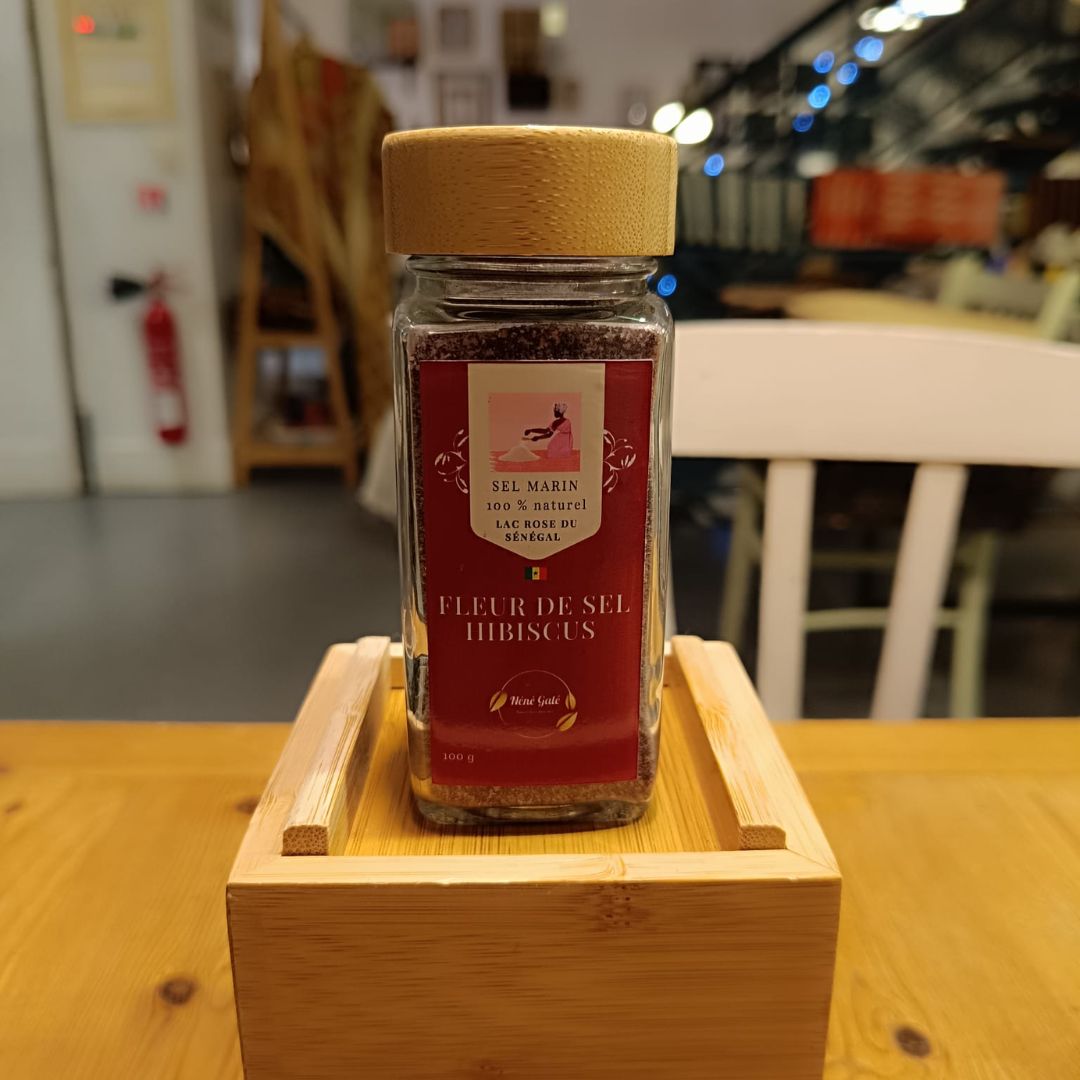 SEL MARIN
100 % naturel
LAC ROSE DU
SÉNÉGAL
FLEUR DE SEL
HIBISCUS
Néné Galé
100 g